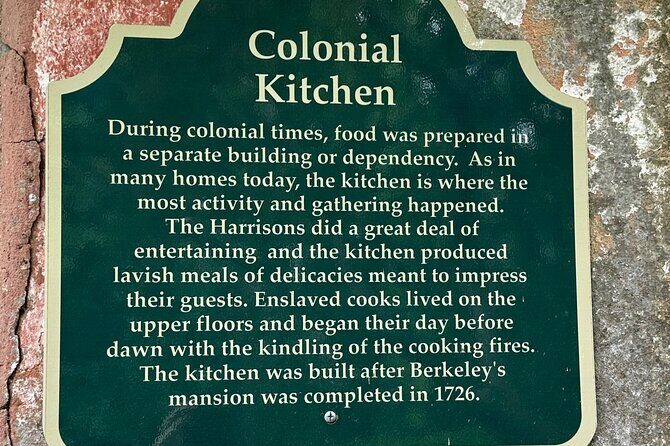 Colonial
Kitchen
During colonial times, food was prepared in
a separate building or dependency. As in
many homes today, the kitchen is where the
most activity and gathering happened.
The Harrisons did a great deal of
entertaining and the kitchen produced
lavish meals of delicacies meant to impress
their guests. Enslaved cooks lived on the
upper floors and began their day before
dawn with the kindling of the cooking fires.
The kitchen was built after Berkeley's
mansion was completed in 1726.